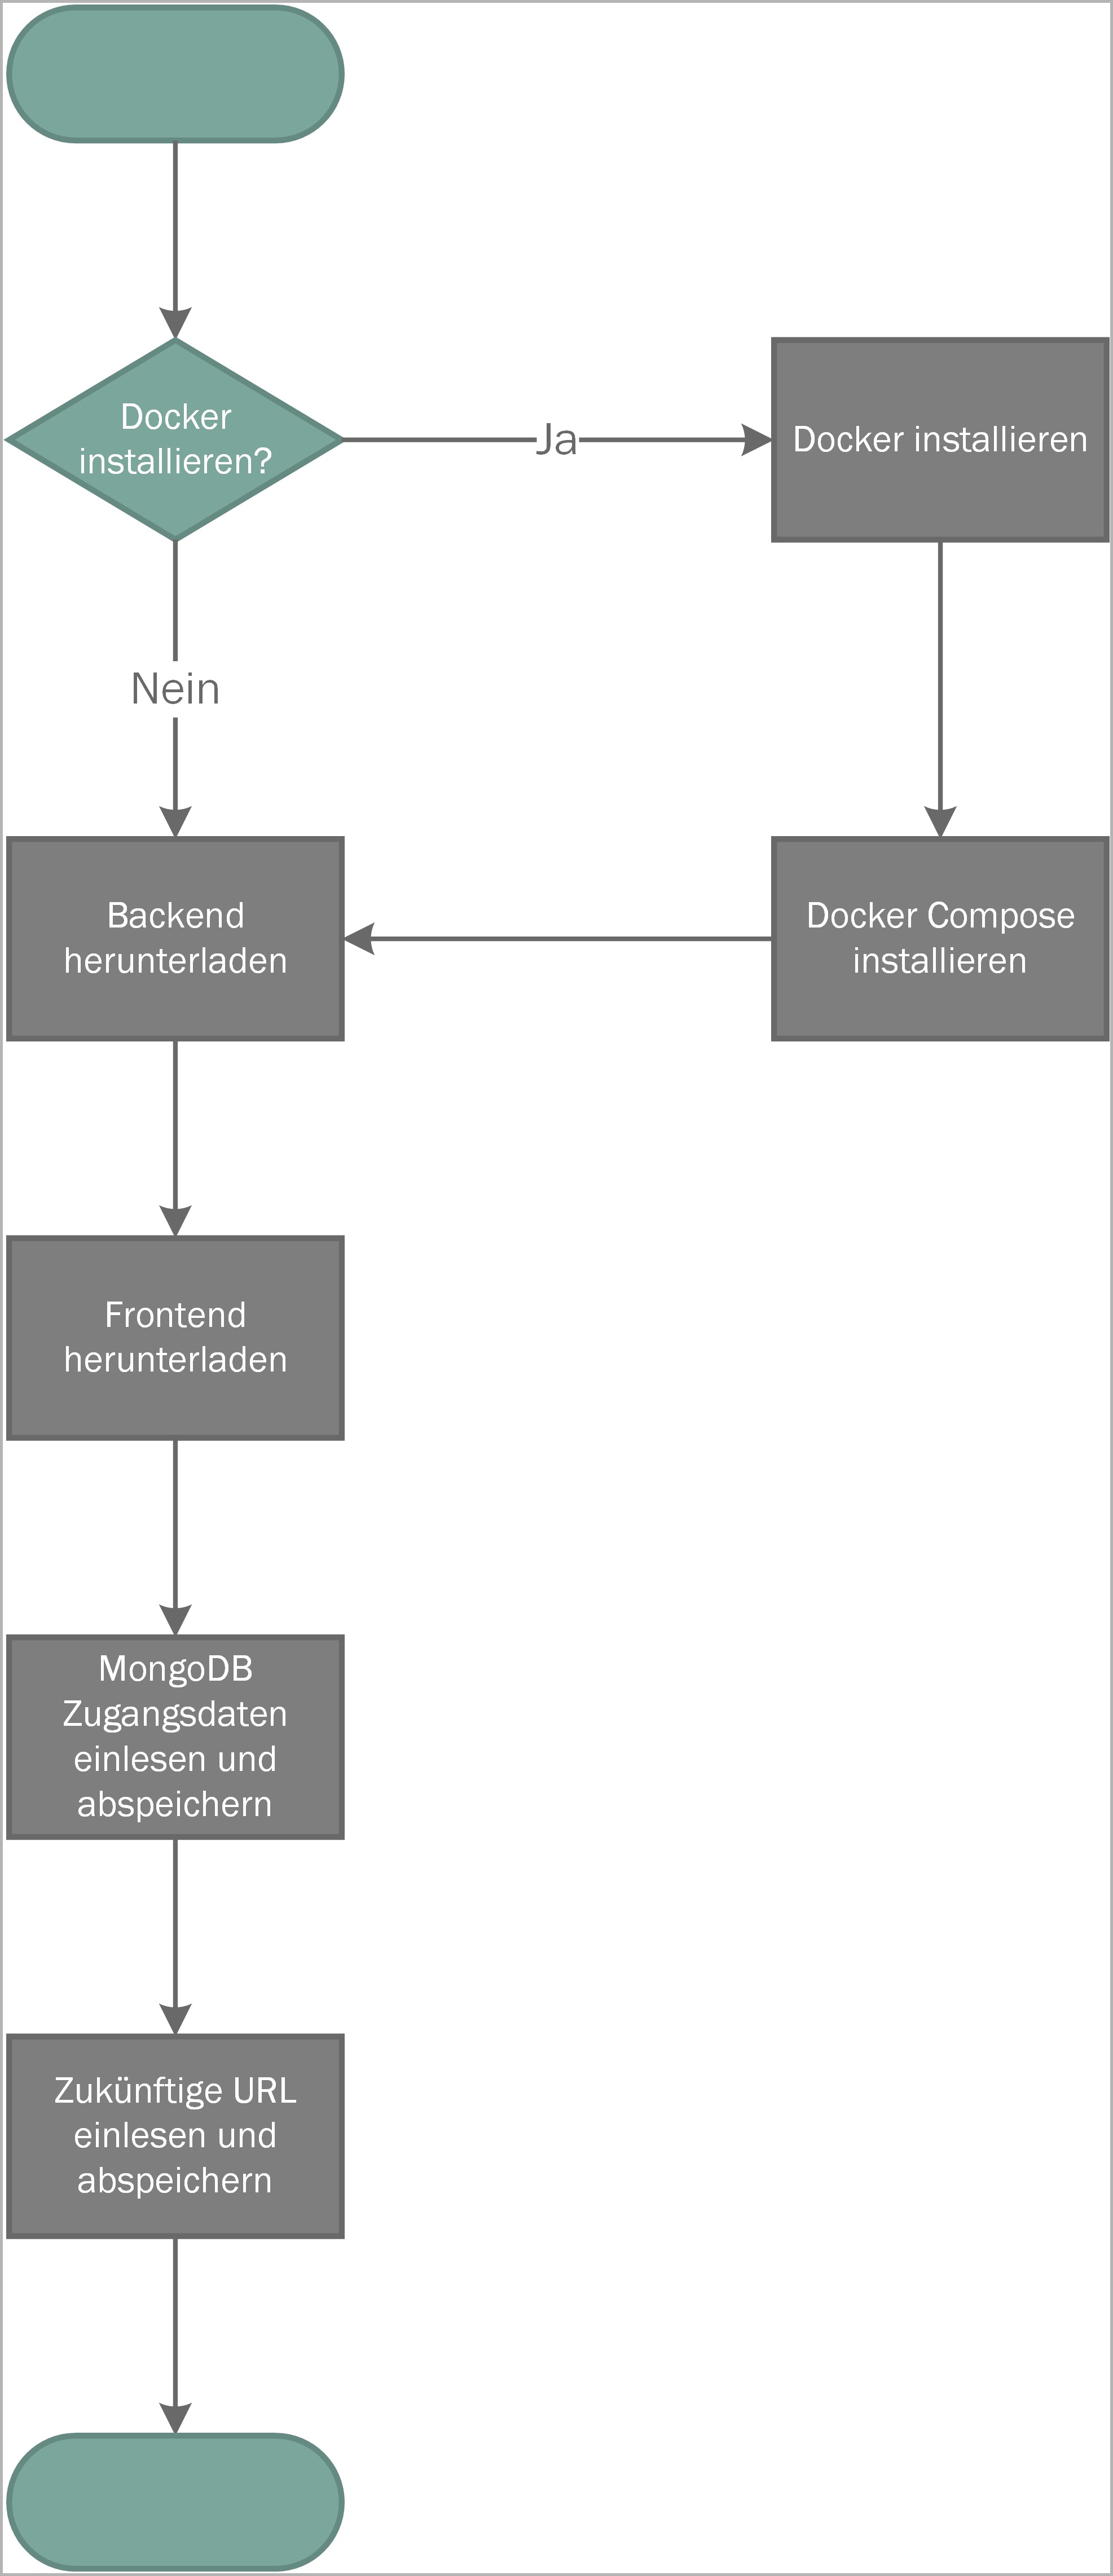 Docker
installieren?
Ja
Docker installieren
Nein
Backend
herunterladen
Docker Compose
installieren
Frontend
herunterladen
MongoDB
Zugangsdaten
einlesen und
abspeichern
Zukünftige URL
einlesen und
abspeichern